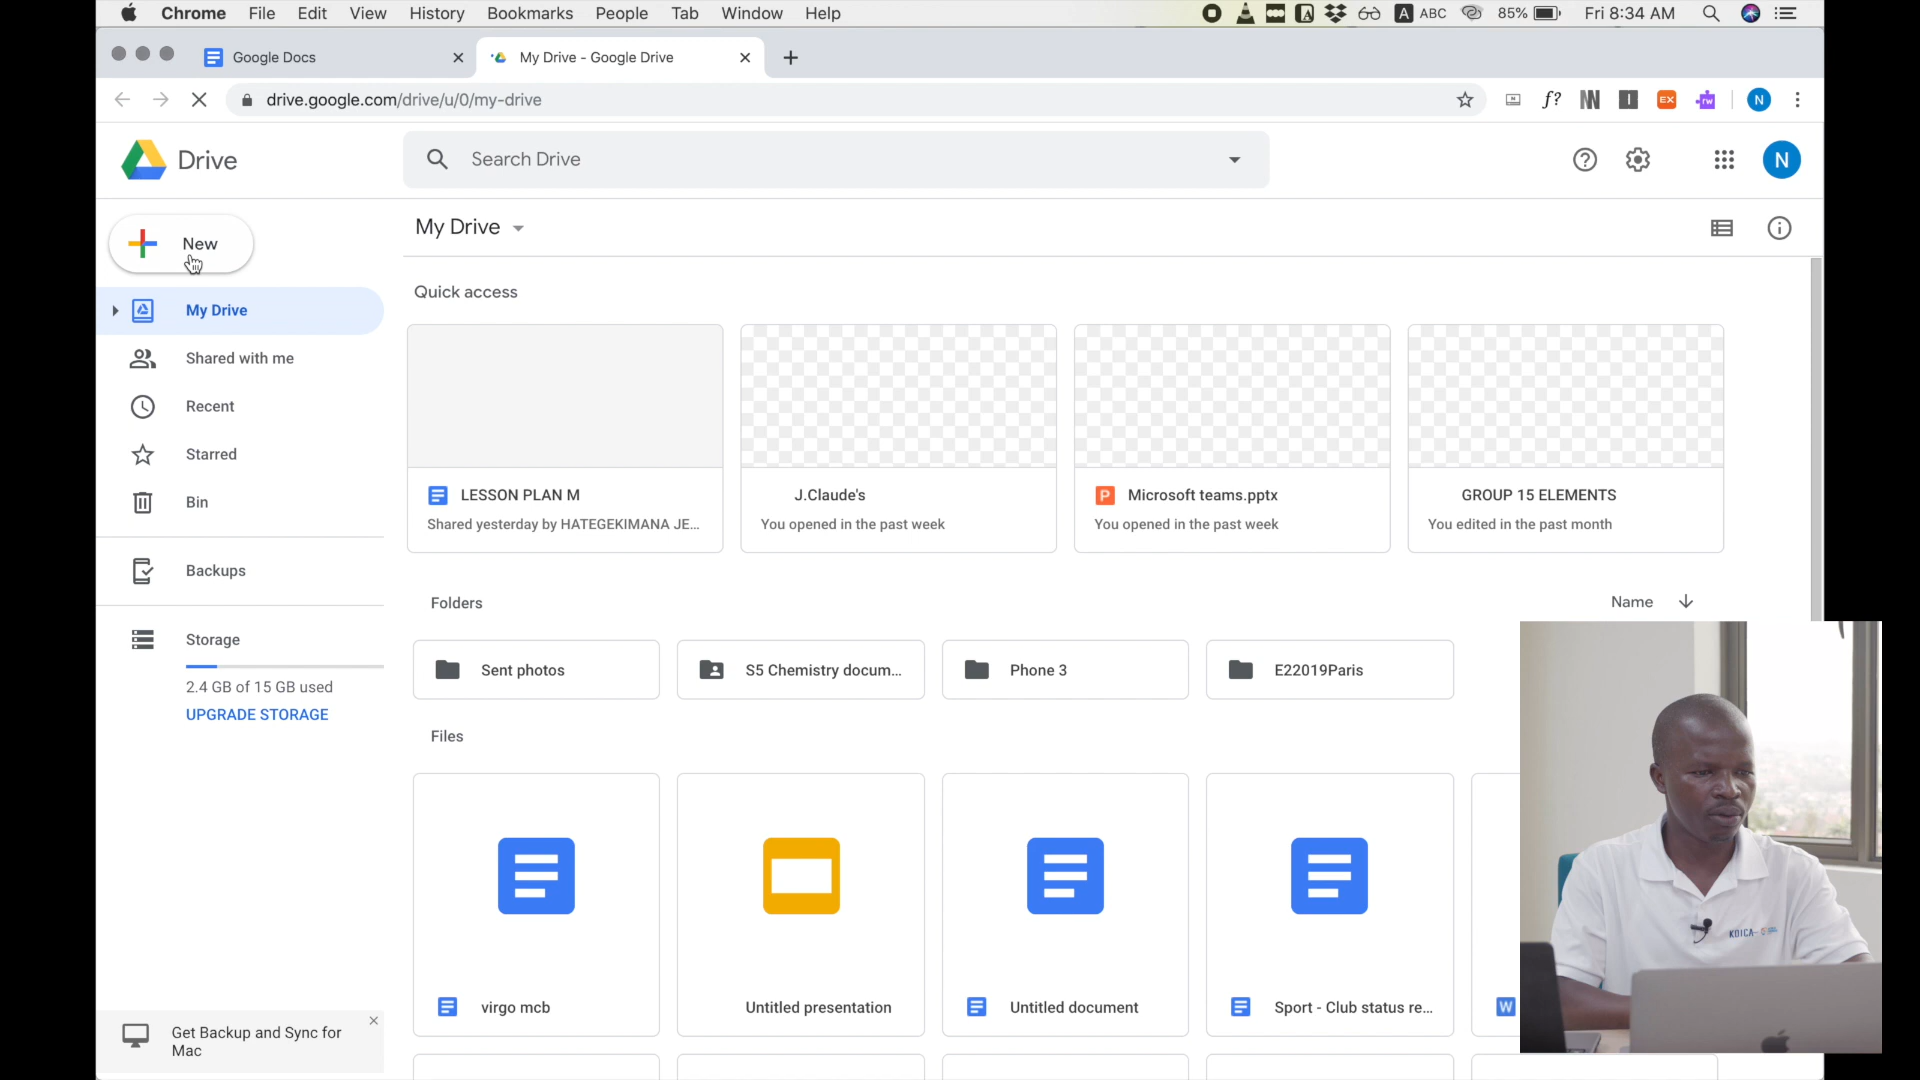 Chrome File Edit View History Bookmarks People Tab Window Help
A ABC 85% Fri 8:34 AM
Google Docs
My Drive - Google Drive
drive.google.com/drive/u/0/my-drive
f? EX rw N
Drive
Search Drive
N
New
My Drive
Shared with me
Recent
Starred
Bin
Backups
Storage
2.4 GB of 15 GB used
UPGRADE STORAGE
Get Backup and Sync for
Mac
My Drive
Quick access
LESSON PLAN M
Shared yesterday by HATEGEKIMANA JE...
J.Claude's
You opened in the past week
P Microsoft teams.pptx
You opened in the past week
GROUP 15 ELEMENTS
You edited in the past month
Folders
Name
Sent photos
S5 Chemistry docum...
Phone 3
E22019Paris
Files
virgo mcb
Untitled presentation
Untitled document
Sport - Club status re...
W
KOICA